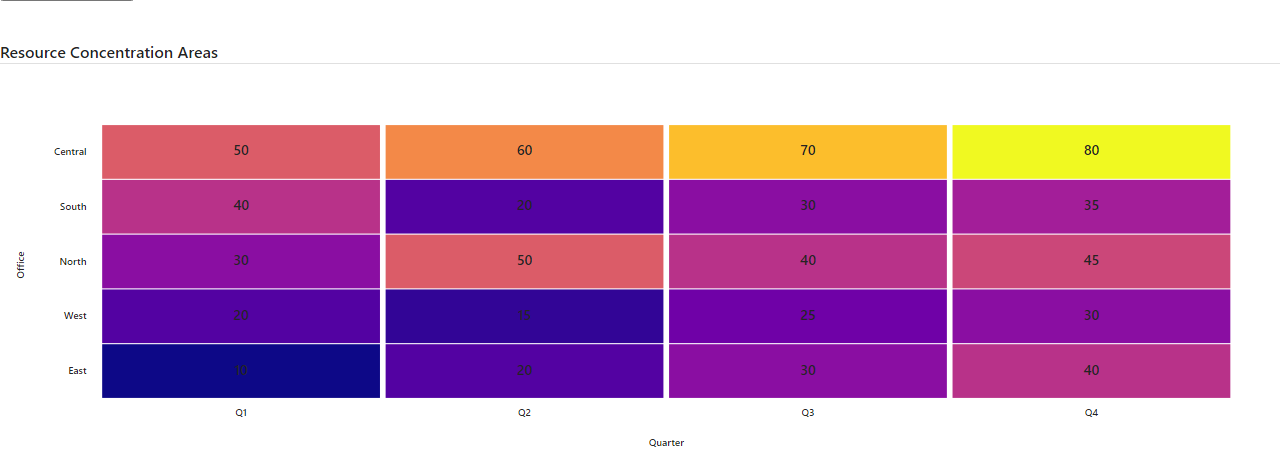 Resource Concentration Areas
Central 50 60 70 80
South 40 20 30 35
North 30 50 40 45
West 20 15 25 30
East 10 20 30 40
Office
Q1 Q2 Q3 Q4
Quarter